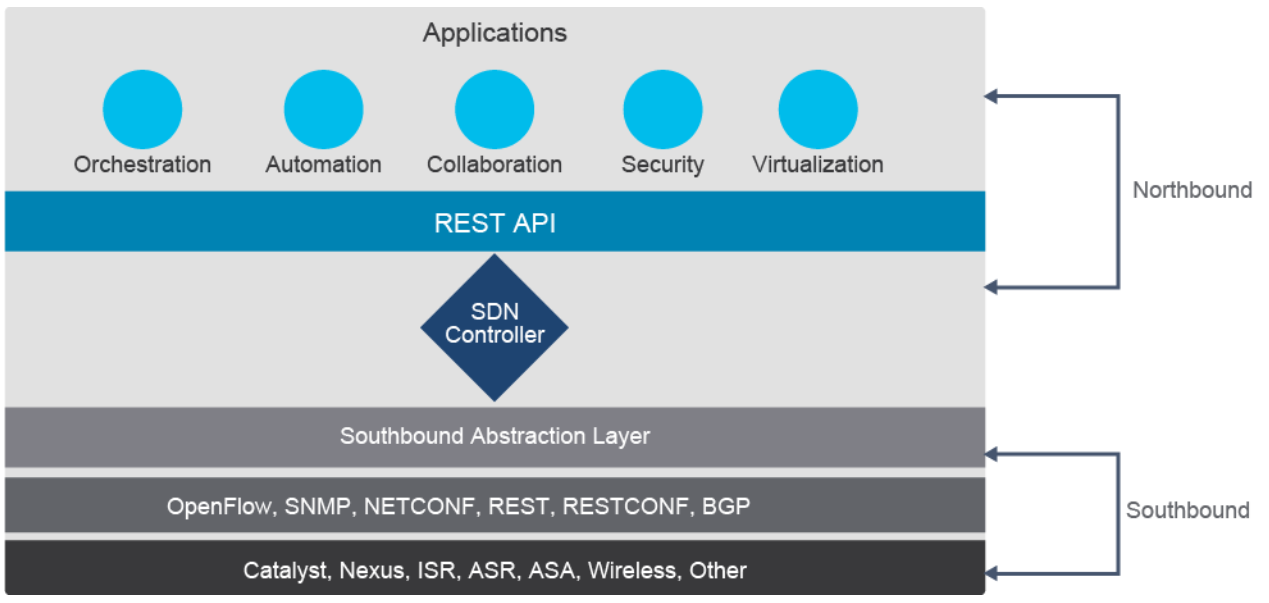 Applications
Orchestration
Automation
Collaboration
Security
Virtualization
Northbound
REST API
SDN
Controller
Southbound Abstraction Layer
Southbound
OpenFlow, SNMP, NETCONF, REST, RESTCONF, BGP
Catalyst, Nexus, ISR, ASR, ASA, Wireless, Other